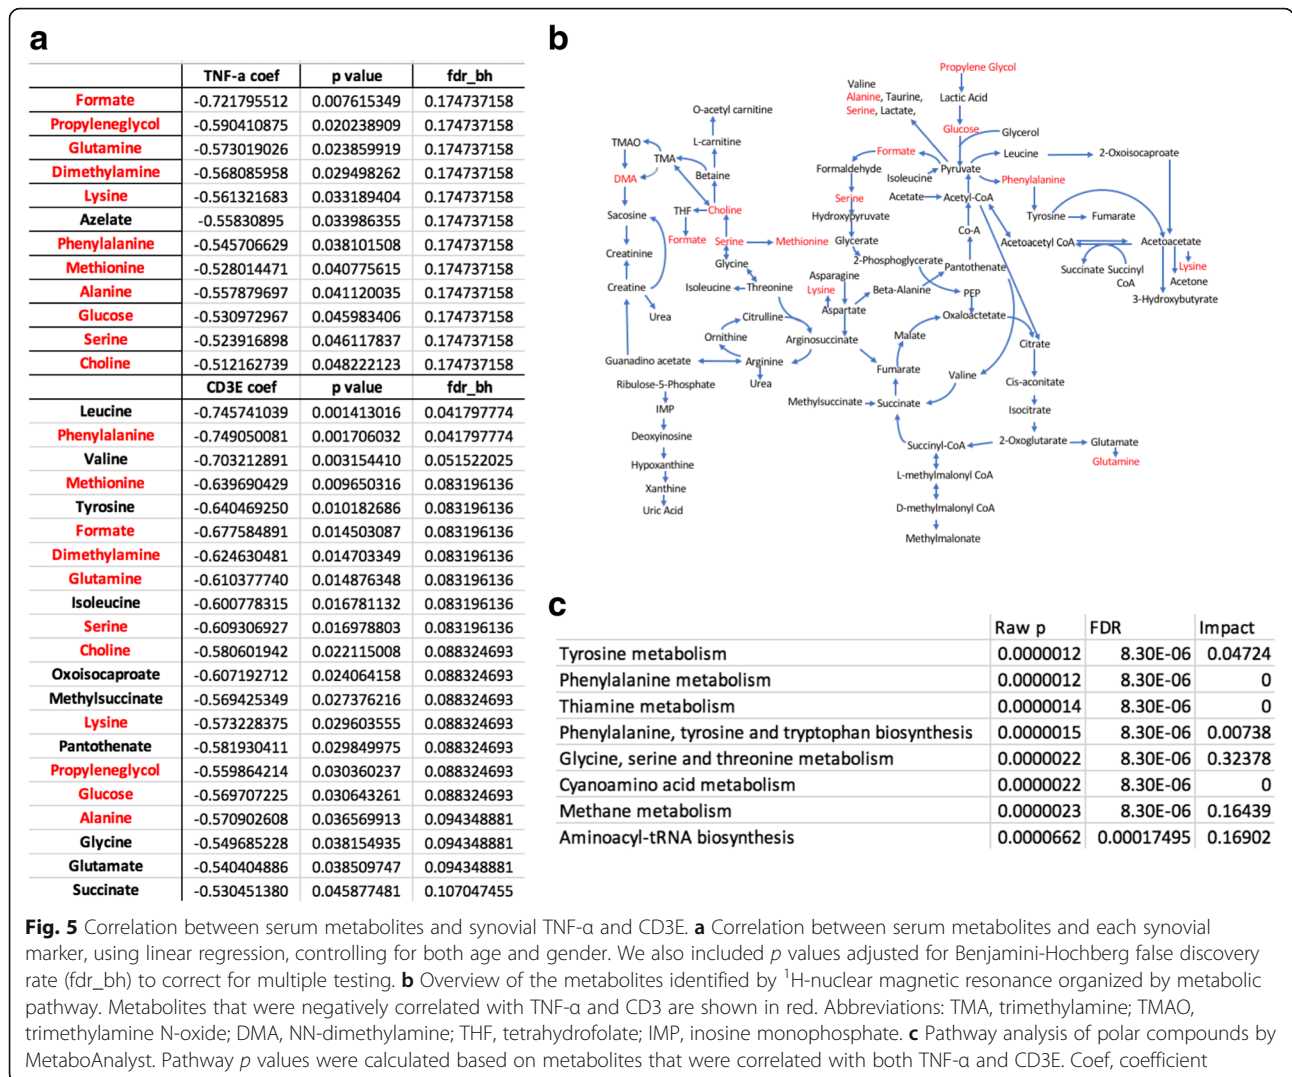 a
TNF-a coef p value fdr_bh
Formate -0.721795512 0.007615349 0.174737158
Propyleneglycol -0.590410875 0.020238909 0.174737158
Glutamine -0.573019026 0.023859919 0.174737158
Dimethylamine -0.568085958 0.029498262 0.174737158
Lysine -0.561321683 0.033189404 0.174737158
Azelate -0.55830895 0.033986355 0.174737158
Phenylalanine -0.545706629 0.038101508 0.174737158
Methionine -0.528014471 0.040775615 0.174737158
Alanine -0.557879697 0.041120035 0.174737158
Glucose -0.530972967 0.045983406 0.174737158
Serine -0.523916898 0.046117837 0.174737158
Choline -0.512162739 0.048222123 0.174737158
CD3E coef p value fdr_bh
Leucine -0.745741039 0.001413016 0.041797774
Phenylalanine -0.749050081 0.001706032 0.041797774
Valine -0.703212891 0.003154410 0.051522025
Methionine -0.639690429 0.009650316 0.083196136
Tyrosine -0.640469250 0.010182686 0.083196136
Formate -0.677584891 0.014503087 0.083196136
Dimethylamine -0.624630481 0.014703349 0.083196136
Glutamine -0.610377740 0.014876348 0.083196136
Isoleucine -0.600778315 0.016781132 0.083196136
Serine -0.609306927 0.016978803 0.083196136
Choline -0.580601942 0.022115008 0.088324693
Oxoisocaproate -0.607192712 0.024064158 0.088324693
Methylsuccinate -0.569425349 0.027376216 0.088324693
Lysine -0.573228375 0.029603555 0.088324693
Pantothenate -0.581930411 0.029849975 0.088324693
Propyleneglycol -0.559864214 0.030360237 0.088324693
Glucose -0.569707225 0.030643261 0.088324693
Alanine -0.570902608 0.036569913 0.094348881
Glycine -0.549685228 0.038154935 0.094348881
Glutamate -0.540404886 0.038509747 0.094348881
Succinate -0.530451380 0.045877481 0.107047455
b
Propylene Glycol
Valine
Alanine, Taurine,
Serine, Lactate,
Lactic Acid
O-acetyl carnitine
Glucose
Glycerol
TMAO
L-carnitine
Formate
Leucine
2-Oxoisocaproate
TMA
Formaldehyde
Pyruvate
DMA
Betaine
Isoleucine
Phenylalanine
Serine
Acetate
Acetyl-CoA
Sacosine
THF
Choline
Hydroxypyruvate
Tyrosine
Fumarate
Co-A
Formate
Serine
Methionine
Glycerate
Acetoacetyl CoA
Acetoacetate
Creatinine
Glycine
2-Phosphoglycerate
Pantothenate
Succinate
Succinyl
CoA
Lysine
Acetone
Asparagine
Lysine
Creatine
Isoleucine
Threonine
Beta-Alanine
PEP
3-Hydroxybutyrate
Urea
Citrulline
Aspartate
Oxaloactetate
Ornithine
Arginosuccinate
Malate
Citrate
Guanadino acetate
Arginine
Fumarate
Valine
Cis-aconitate
Ribulose-5-Phosphate
Urea
IMP
Methylsuccinate
Succinate
Isocitrate
Deoxyinosine
Succinyl-CoA
2-Oxoglutarate
Glutamate
Hypoxanthine
Glutamine
Xanthine
L-methylmalonyl CoA
Uric Acid
D-methylmalonyl CoA
Methylmalonate
c
Raw p FDR Impact
Tyrosine metabolism 0.0000012 8.30E-06 0.04724
Phenylalanine metabolism 0.0000012 8.30E-06 0
Thiamine metabolism 0.0000014 8.30E-06 0
Phenylalanine, tyrosine and tryptophan biosynthesis 0.0000015 8.30E-06 0.00738
Glycine, serine and threonine metabolism 0.0000022 8.30E-06 0.32378
Cyanoamino acid metabolism 0.0000022 8.30E-06 0
Methane metabolism 0.0000023 8.30E-06 0.16439
Aminoacyl-tRNA biosynthesis 0.0000662 0.00017495 0.16902
Fig. 5 Correlation between serum metabolites and synovial TNF-α and CD3E. a Correlation between serum metabolites and each synovial
marker, using linear regression, controlling for both age and gender. We also included p values adjusted for Benjamini-Hochberg false discovery
rate (fdr_bh) to correct for multiple testing. b Overview of the metabolites identified by ¹H-nuclear magnetic resonance organized by metabolic
pathway. Metabolites that were negatively correlated with TNF-α and CD3 are shown in red. Abbreviations: TMA, trimethylamine; TMAO,
trimethylamine N-oxide; DMA, NN-dimethylamine; THF, tetrahydrofolate; IMP, inosine monophosphate. c Pathway analysis of polar compounds by
MetaboAnalyst. Pathway p values were calculated based on metabolites that were correlated with both TNF-α and CD3E. Coef, coefficient